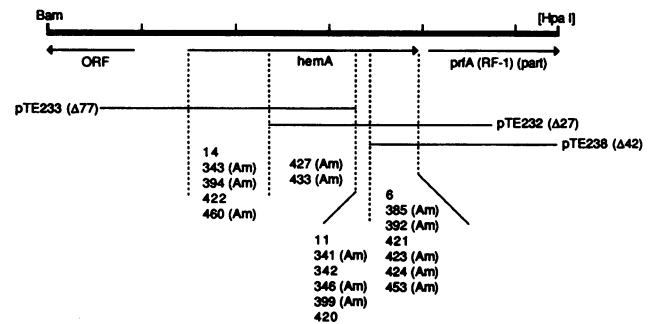 Bam [Hpa I]
ORF hemA prfA (RF-1) (part)
pTE233 (Δ77)
pTE232 (Δ27)
pTE238 (Δ42)
14
343 (Am)
394 (Am)
422
460 (Am)
427 (Am)
433 (Am)
11
341 (Am)
342
346 (Am)
399 (Am)
420
6
385 (Am)
392 (Am)
421
423 (Am)
424 (Am)
453 (Am)